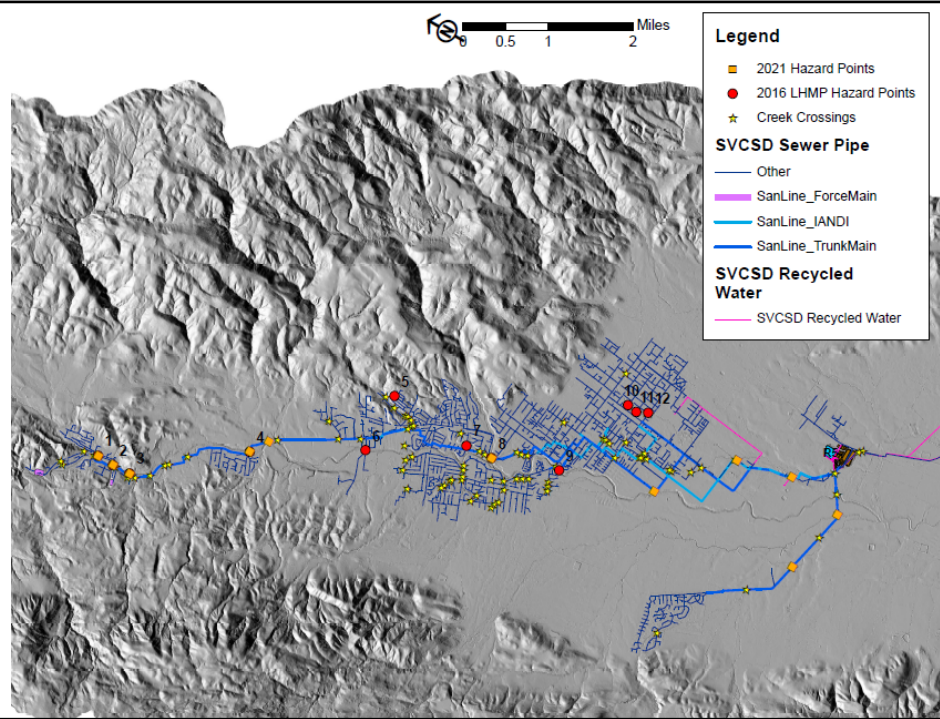 N
Miles
0 0.5 1 2
Legend
2021 Hazard Points
2016 LHMP Hazard Points
Creek Crossings
SVCSD Sewer Pipe
Other
SanLine_ForceMain
SanLine_IANDI
SanLine_TrunkMain
SVCSD Recycled
Water
SVCSD Recycled Water
5
10 11 12
1
2
3
4
6
7
8
9